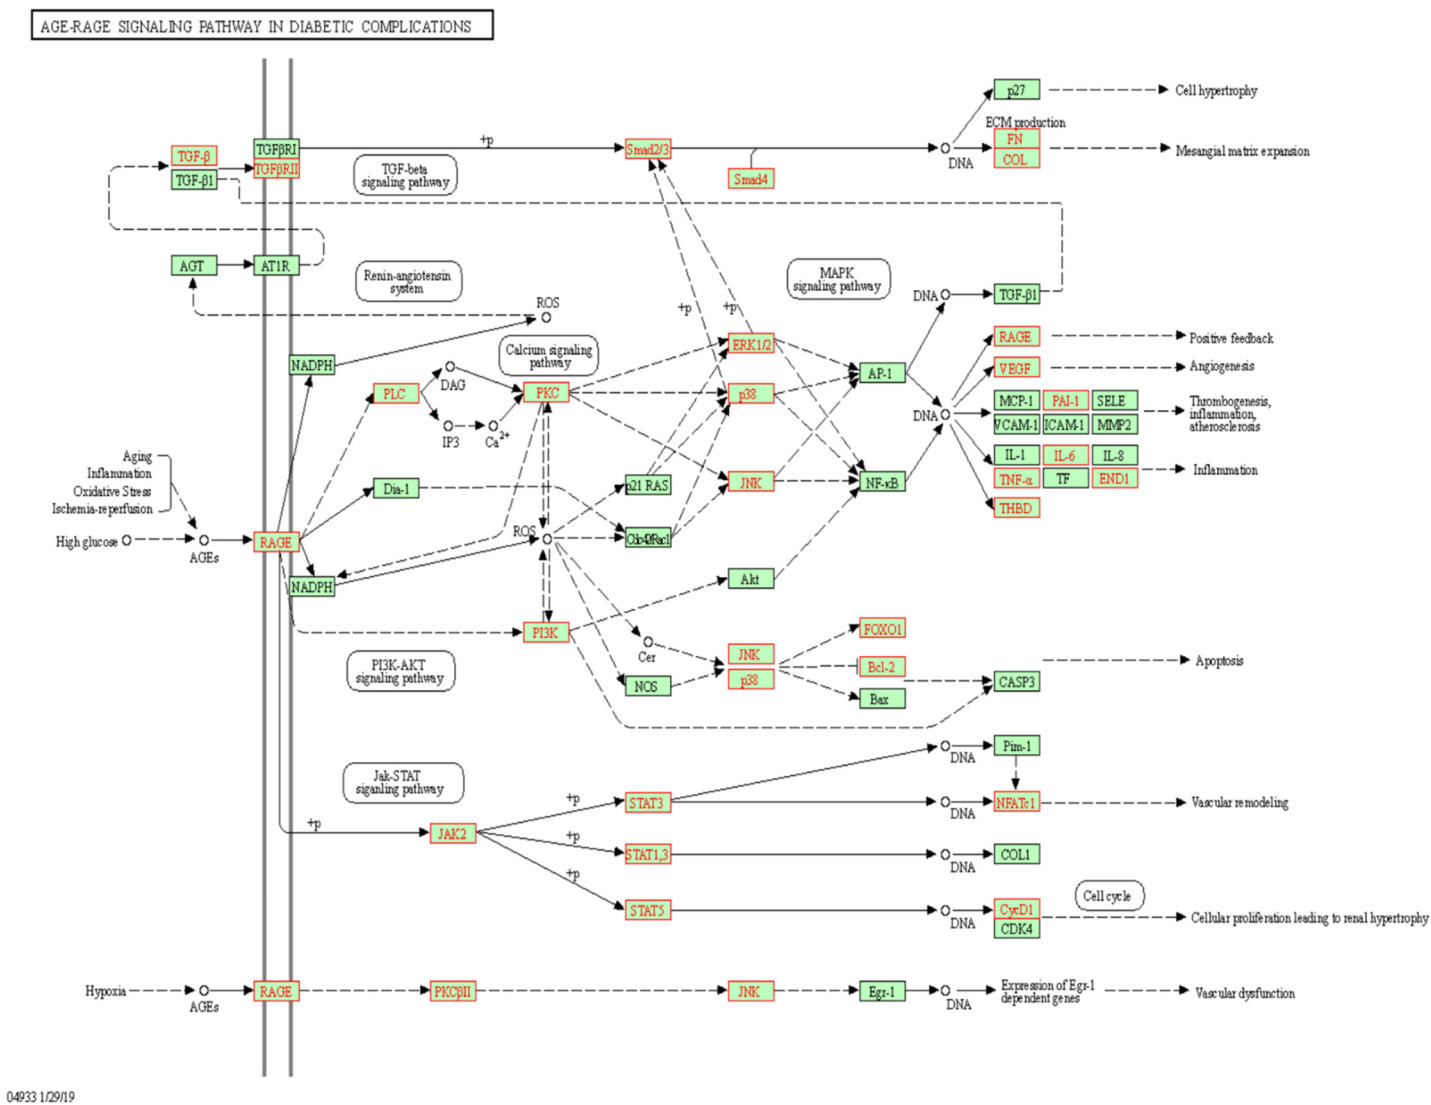 AGE-RAGE SIGNALING PATHWAY IN DIABETIC COMPLICATIONS
p27
Cell hypertrophy
ECM production
TGF-β
TGFβRI
+p
Smad2/3
DNA
FN
Mesangial matrix expansion
TGF-β1
TGFβRII
TGF-beta
signaling pathway
Smad4
COL
AGT
AT1R
Renin-angiotensin
system
MAPK
signaling pathway
ROS
+p
+p
DNA
TGF-β1
NADPH
Calcium signaling
pathway
ERK1/2
RAGE
Positive feedback
DAG
AP-1
VEGF
Angiogenesis
PLC
PKC
p38
MCP-1
PAI-1
SELE
Thrombogenesis,
inflammation,
atherosclerosis
IP3
Ca2+
DNA
VCAM-1
ICAM-1
MMP2
Aging
Inflammation
Oxidative Stress
Ischemia-reperfusion
IL-1
IL-6
IL-8
Inflammation
Dia-1
p21 RAS
JNK
NF-κB
TNF-α
TF
END1
THBD
High glucose
AGEs
RAGE
ROS
Cdc42
Rac1
NADPH
Akt
PI3K
Cer
FOXO1
PI3K-AKT
signaling pathway
JNK
Bcl-2
Apoptosis
NOS
p38
Bax
CASP3
Jak-STAT
siganling pathway
DNA
Pim-1
+p
STAT3
DNA
NFATc1
Vascular remodeling
+p
JAK2
+p
STAT1,3
DNA
COL1
+p
Cell cycle
STAT5
DNA
CycD1
CDK4
Cellular proliferation leading to renal hypertrophy
Hypoxia
AGEs
RAGE
PKCβII
JNK
Egr-1
DNA
Expression of Egr-1
dependent genes
Vascular dysfunction
04933 1/29/19